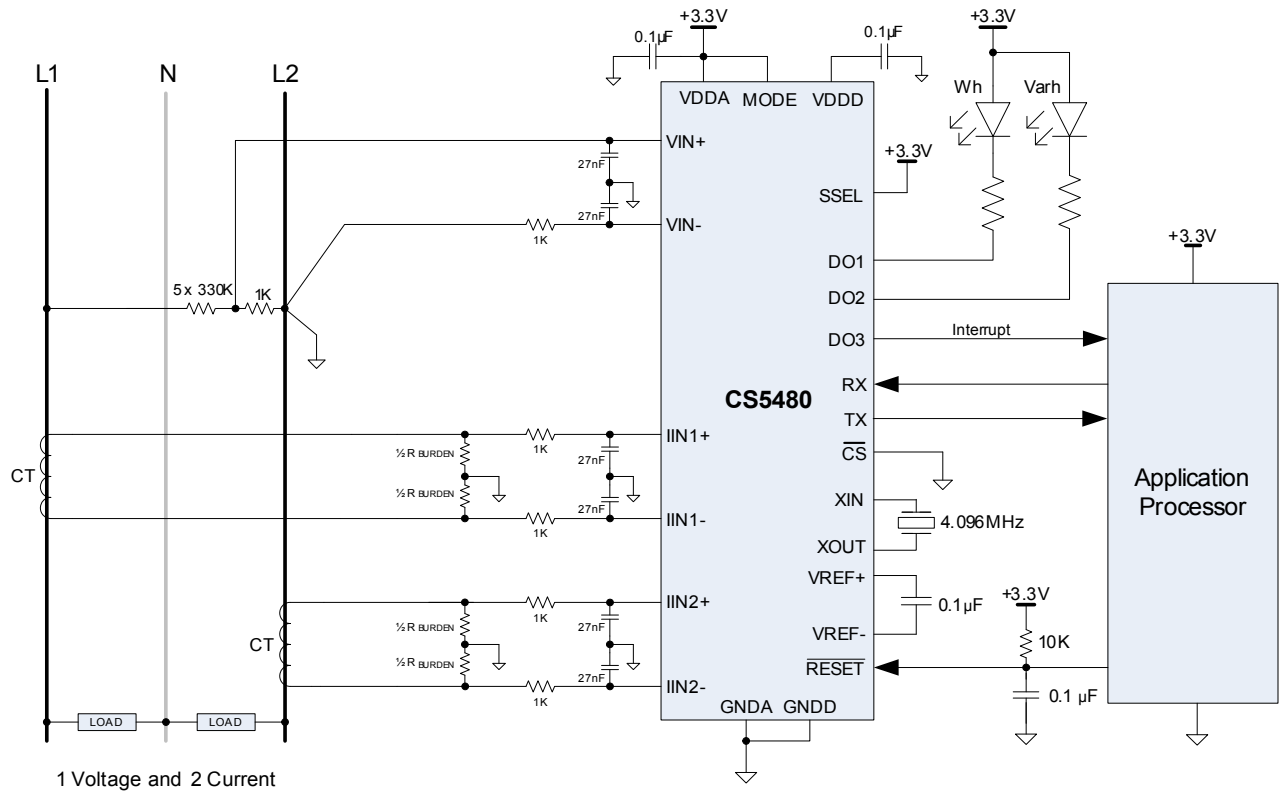 +3.3V
0.1µF
0.1µF
+3.3V
L1
N
L2
VDDA
MODE
VDDD
Wh
Varh
VIN+
27nF
+3.3V
SSEL
27nF
VIN-
1K
+3.3V
DO1
5 x 330K
1K
DO2
DO3
Interrupt
RX
CS5480
TX
IIN1+
1K
½ R BURDEN
27nF
CS
CT
Application
Processor
½ R BURDEN
27nF
XIN
IIN1-
1K
4.096MHz
XOUT
VREF+
IIN2+
1K
0.1µF
+3.3V
½ R BURDEN
27nF
VREF-
CT
10K
½ R BURDEN
27nF
RESET
IIN2-
1K
0.1 µF
GNDA
GNDD
LOAD
LOAD
1 Voltage and 2 Current